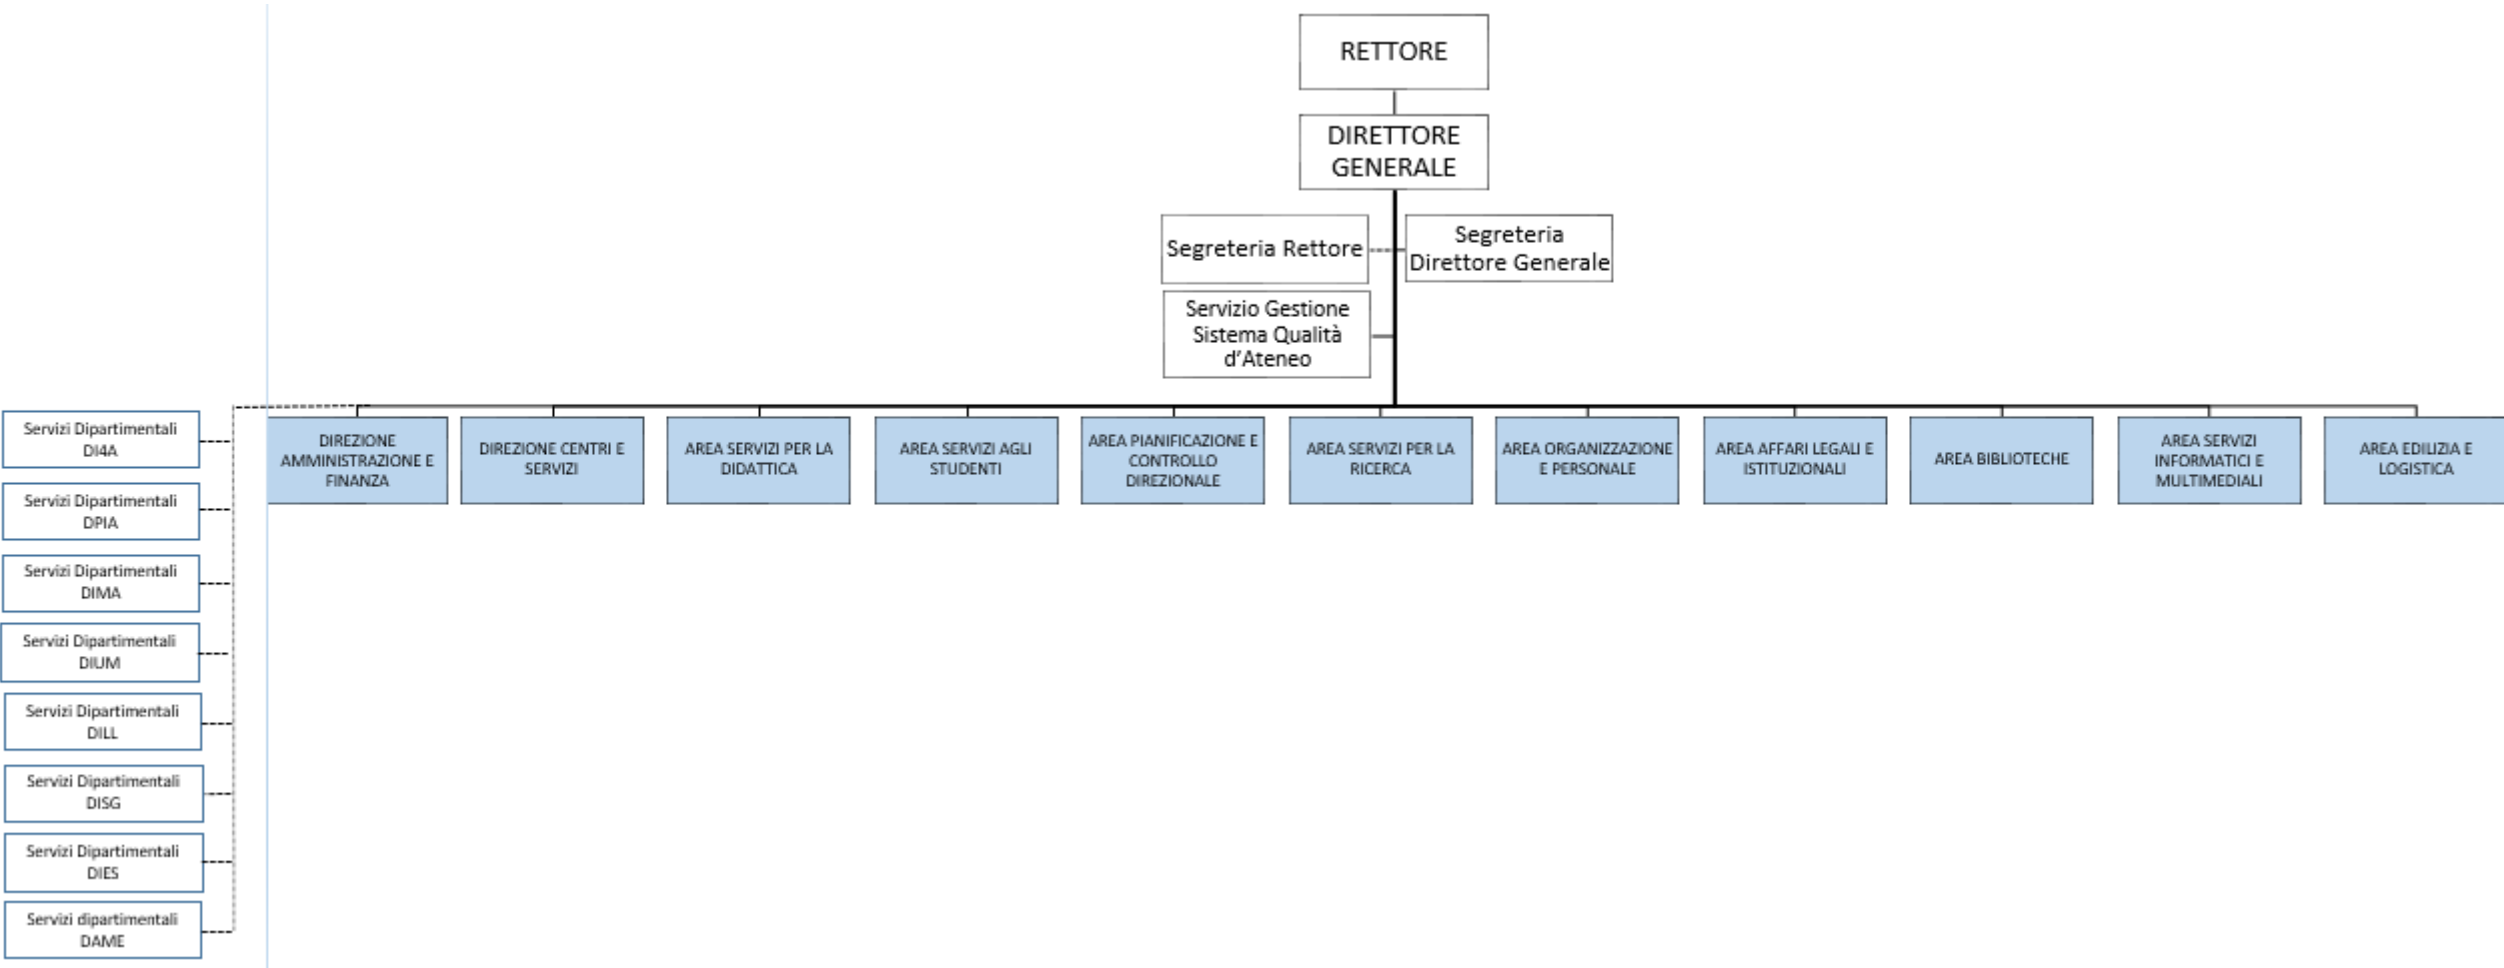 RETTORE
DIRETTORE
GENERALE
Segreteria Rettore
Segreteria
Direttore Generale
Servizio Gestione
Sistema Qualità
d'Ateneo
DIREZIONE
AMMINISTRAZIONE E
FINANZA
DIREZIONE CENTRI E
SERVIZI
AREA SERVIZI PER LA
DIDATTICA
AREA SERVIZI AGLI
STUDENTI
AREA PIANIFICAZIONE E
CONTROLLO
DIREZIONALE
AREA SERVIZI PER LA
RICERCA
AREA ORGANIZZAZIONE
E PERSONALE
AREA AFFARI LEGALI E
ISTITUZIONALI
AREA BIBLIOTECHE
AREA SERVIZI
INFORMATICI E
MULTIMEDIALI
AREA EDILIZIA E
LOGISTICA
Servizi Dipartimentali
DI4A
Servizi Dipartimentali
DPIA
Servizi Dipartimentali
DIMA
Servizi Dipartimentali
DIUM
Servizi Dipartimentali
DILL
Servizi Dipartimentali
DISG
Servizi Dipartimentali
DIES
Servizi dipartimentali
DAME